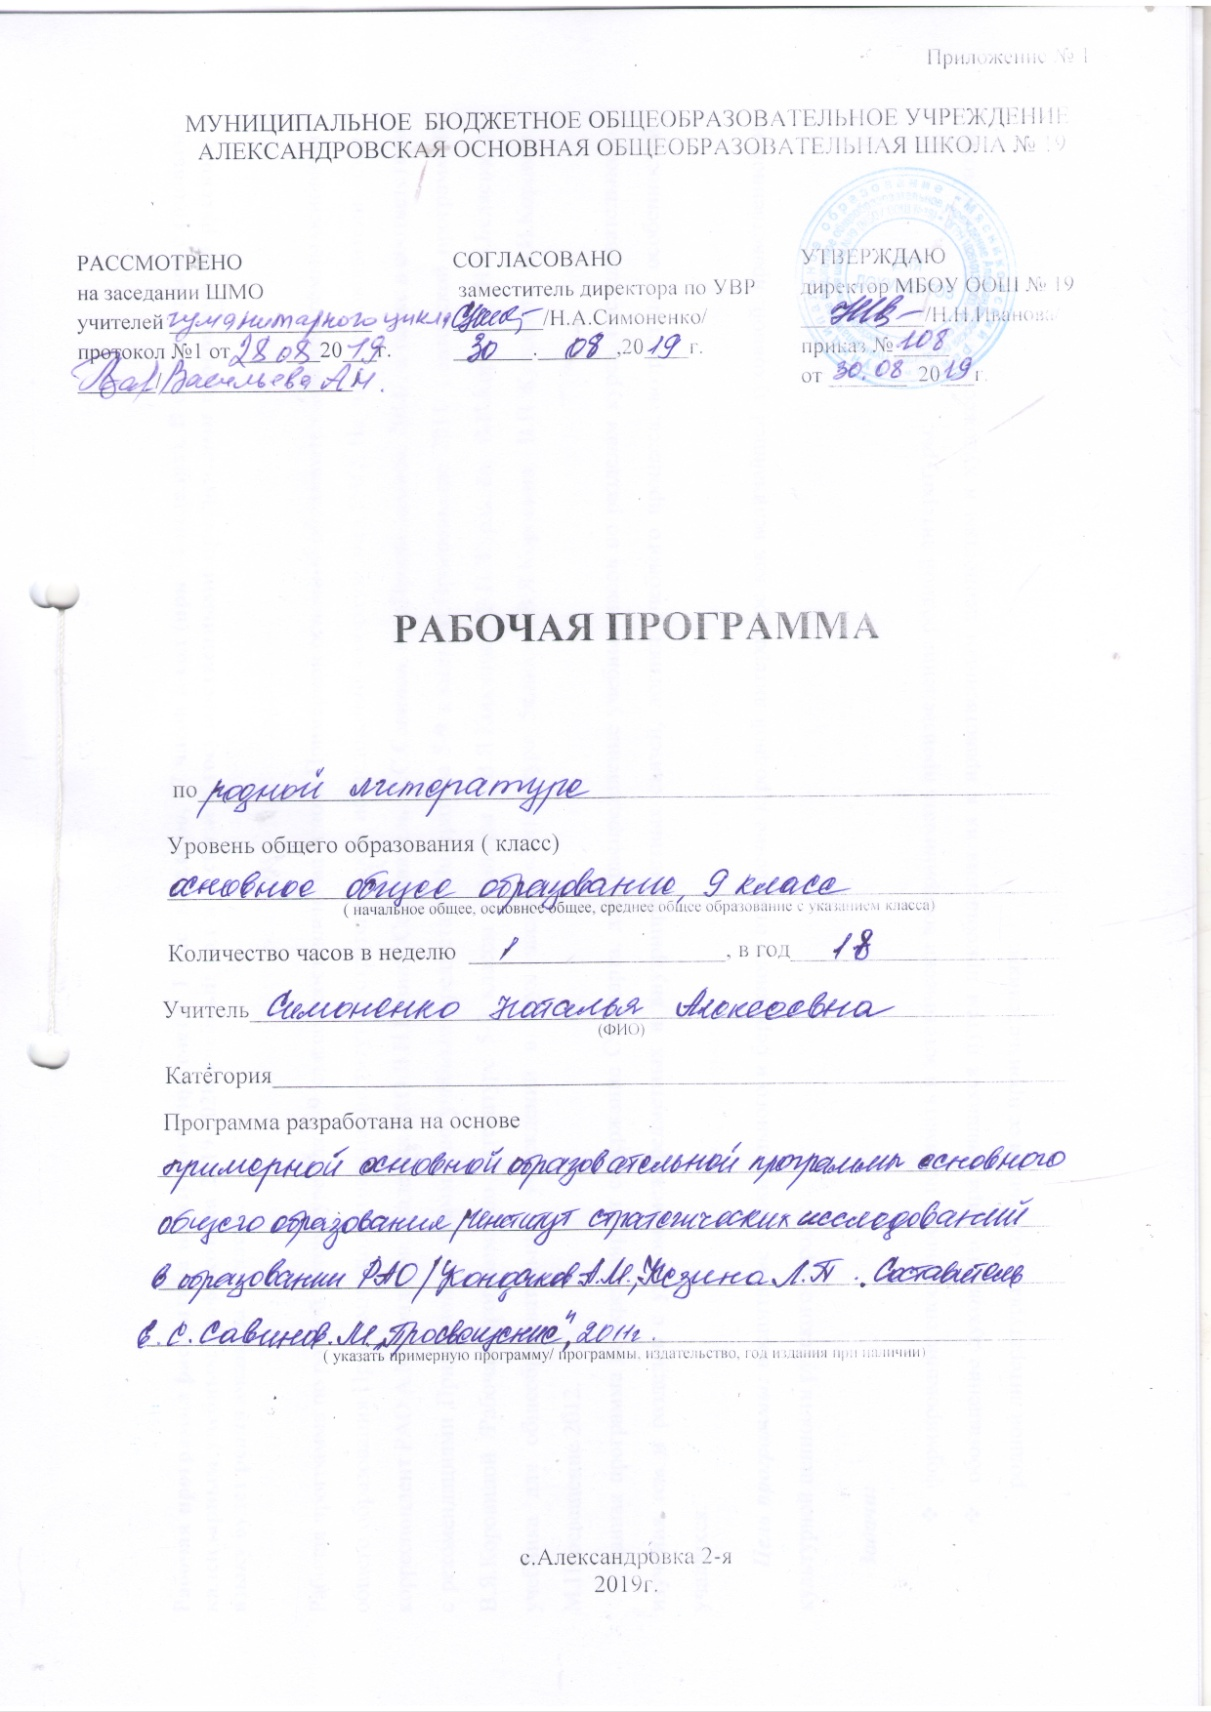 Приложение № 1
МУНИЦИПАЛЬНОЕ БЮДЖЕТНОЕ ОБЩЕОБРАЗОВАТЕЛЬНОЕ УЧРЕЖДЕНИЕ
АЛЕКСАНДРОВСКАЯ ОСНОВНАЯ ОБЩЕОБРАЗОВАТЕЛЬНАЯ ШКОЛА № 19
РАССМОТРЕНО
на заседании ШМО
учителей гуманитарного цикла
протокол №1 от 28 08 2019г.
Васильева А.Н.
СОГЛАСОВАНО
заместитель директора по УВР
/Н.А.Симоненко/
30 . 08 .2019 г.
УТВЕРЖДАЮ
директор МБОУ ООШ № 19
/Н.Н.Иванова/
приказ № 108
от 30.08 2019г.
РАБОЧАЯ ПРОГРАММА
по родной литературе
Уровень общего образования ( класс)
основное общее образование, 9 класс
( начальное общее, основное общее, среднее общее образование с указанием класса)
Количество часов в неделю 1 , в год 18
Учитель Симоненко Наталья Алексеевна
(ФИО)
Категория
Программа разработана на основе
примерной основной образовательной программы основного
общего образования /Институт стратегических исследований
в образовании РАО/ Кондаков А.М., Кезина Л.П. Составитель
Е.С. Савинов. М. „Просвещение", 2011г.
( указать примерную программу/ программы, издательство, год издания при наличии)
с.Александровка 2-я
2019г.